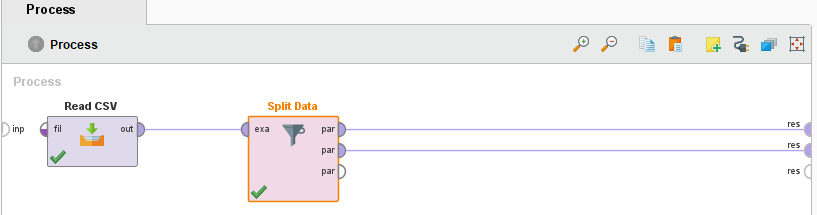 Process
Process
Process
Read CSV
Split Data
inp
fil
out
exa
par
res
par
res
par
res